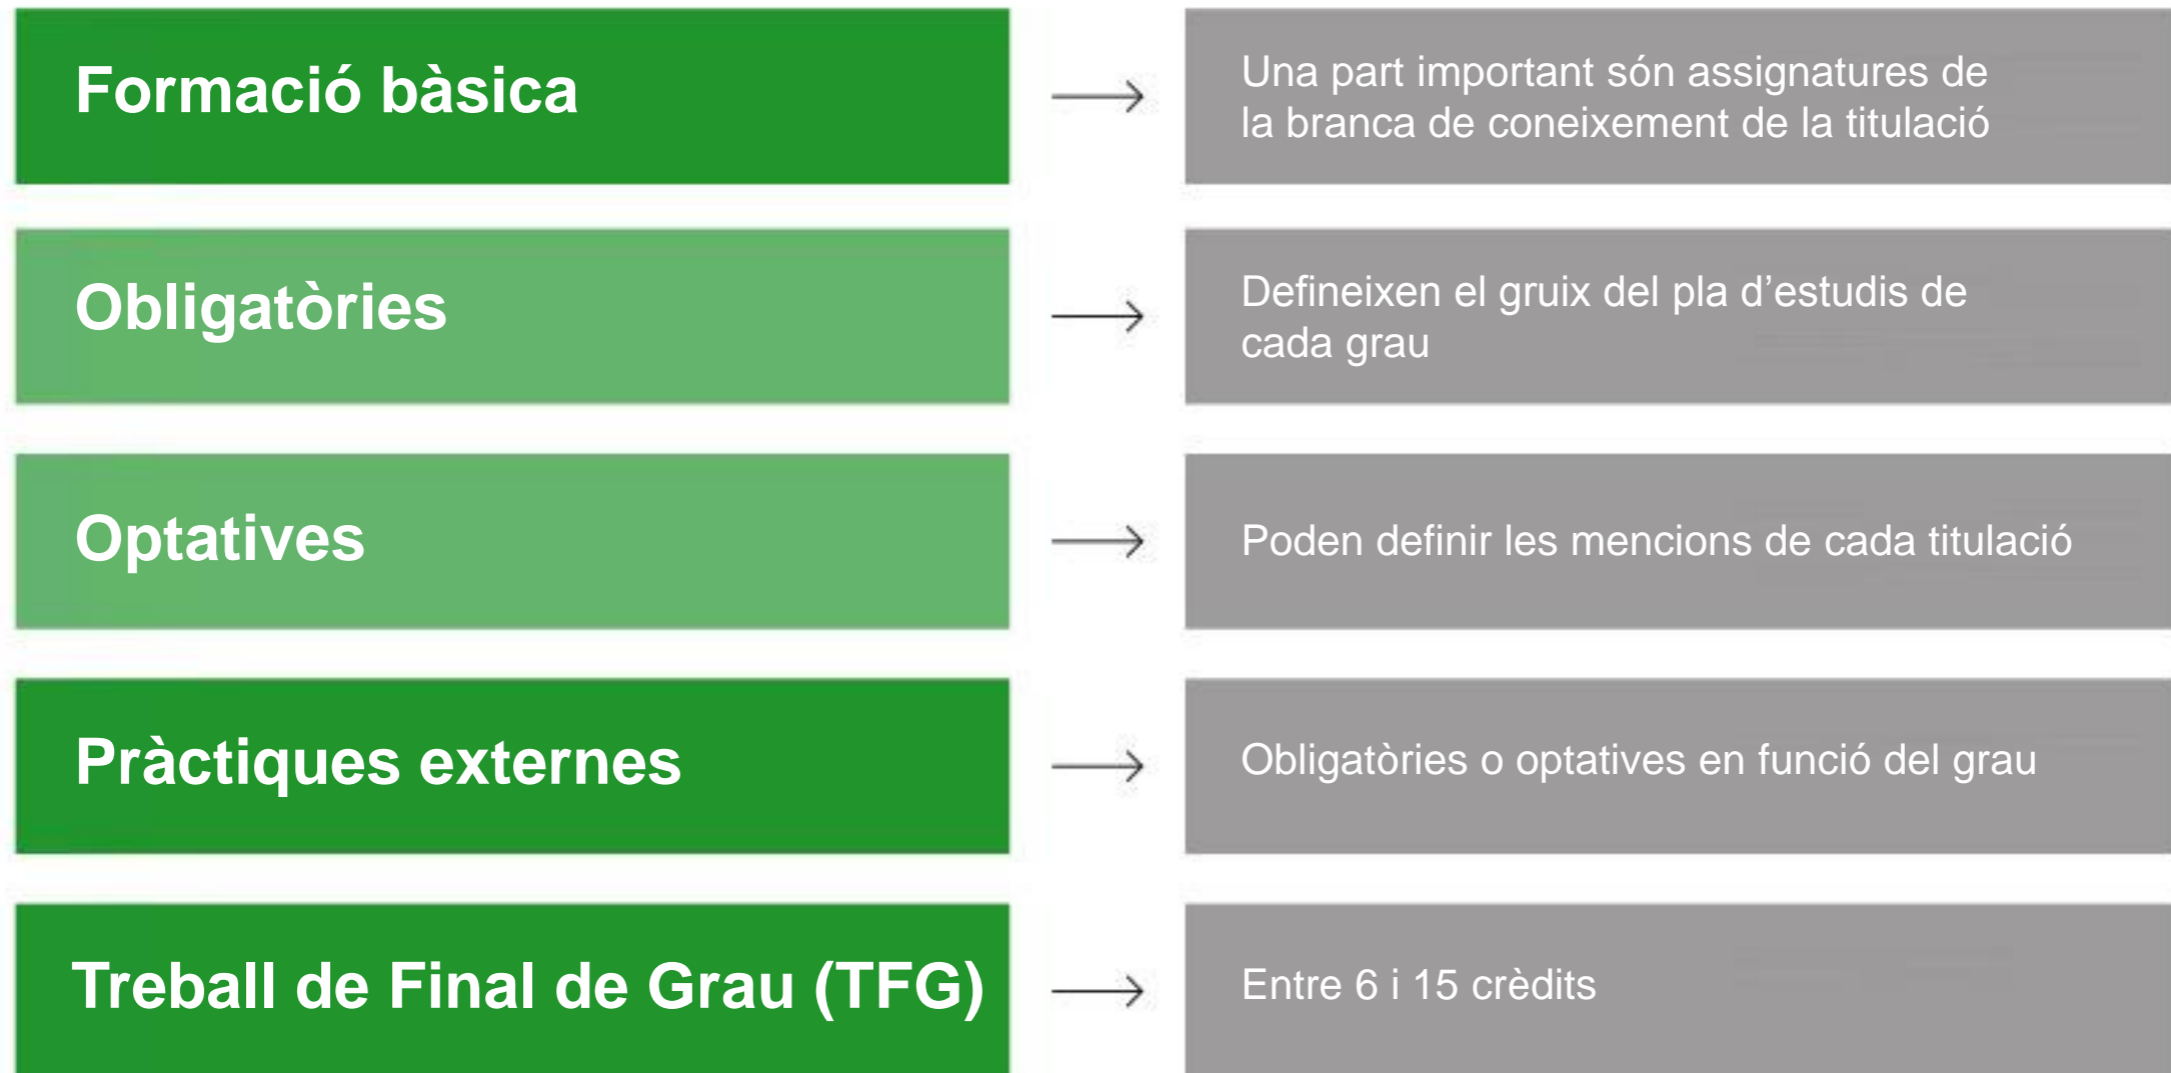 Formació bàsica
Una part important són assignatures de
la branca de coneixement de la titulació
Obligatòries
Defineixen el gruix del pla d’estudis de
cada grau
Optatives
Poden definir les mencions de cada titulació
Pràctiques externes
Obligatòries o optatives en funció del grau
Treball de Final de Grau (TFG)
Entre 6 i 15 crèdits